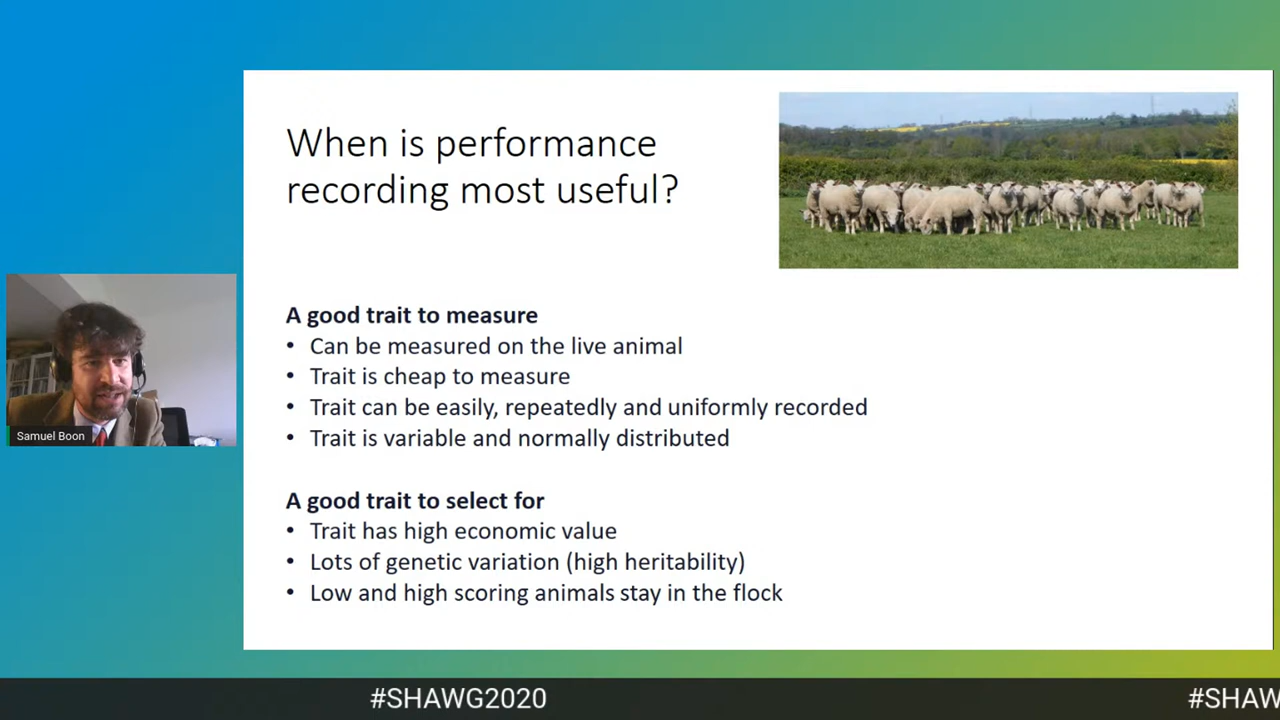 When is performance
recording most useful?
A good trait to measure
• Can be measured on the live animal
• Trait is cheap to measure
• Trait can be easily, repeatedly and uniformly recorded
• Trait is variable and normally distributed
Samuel Boon
A good trait to select for
• Trait has high economic value
• Lots of genetic variation (high heritability)
• Low and high scoring animals stay in the flock
#SHAWG2020
#SHAW